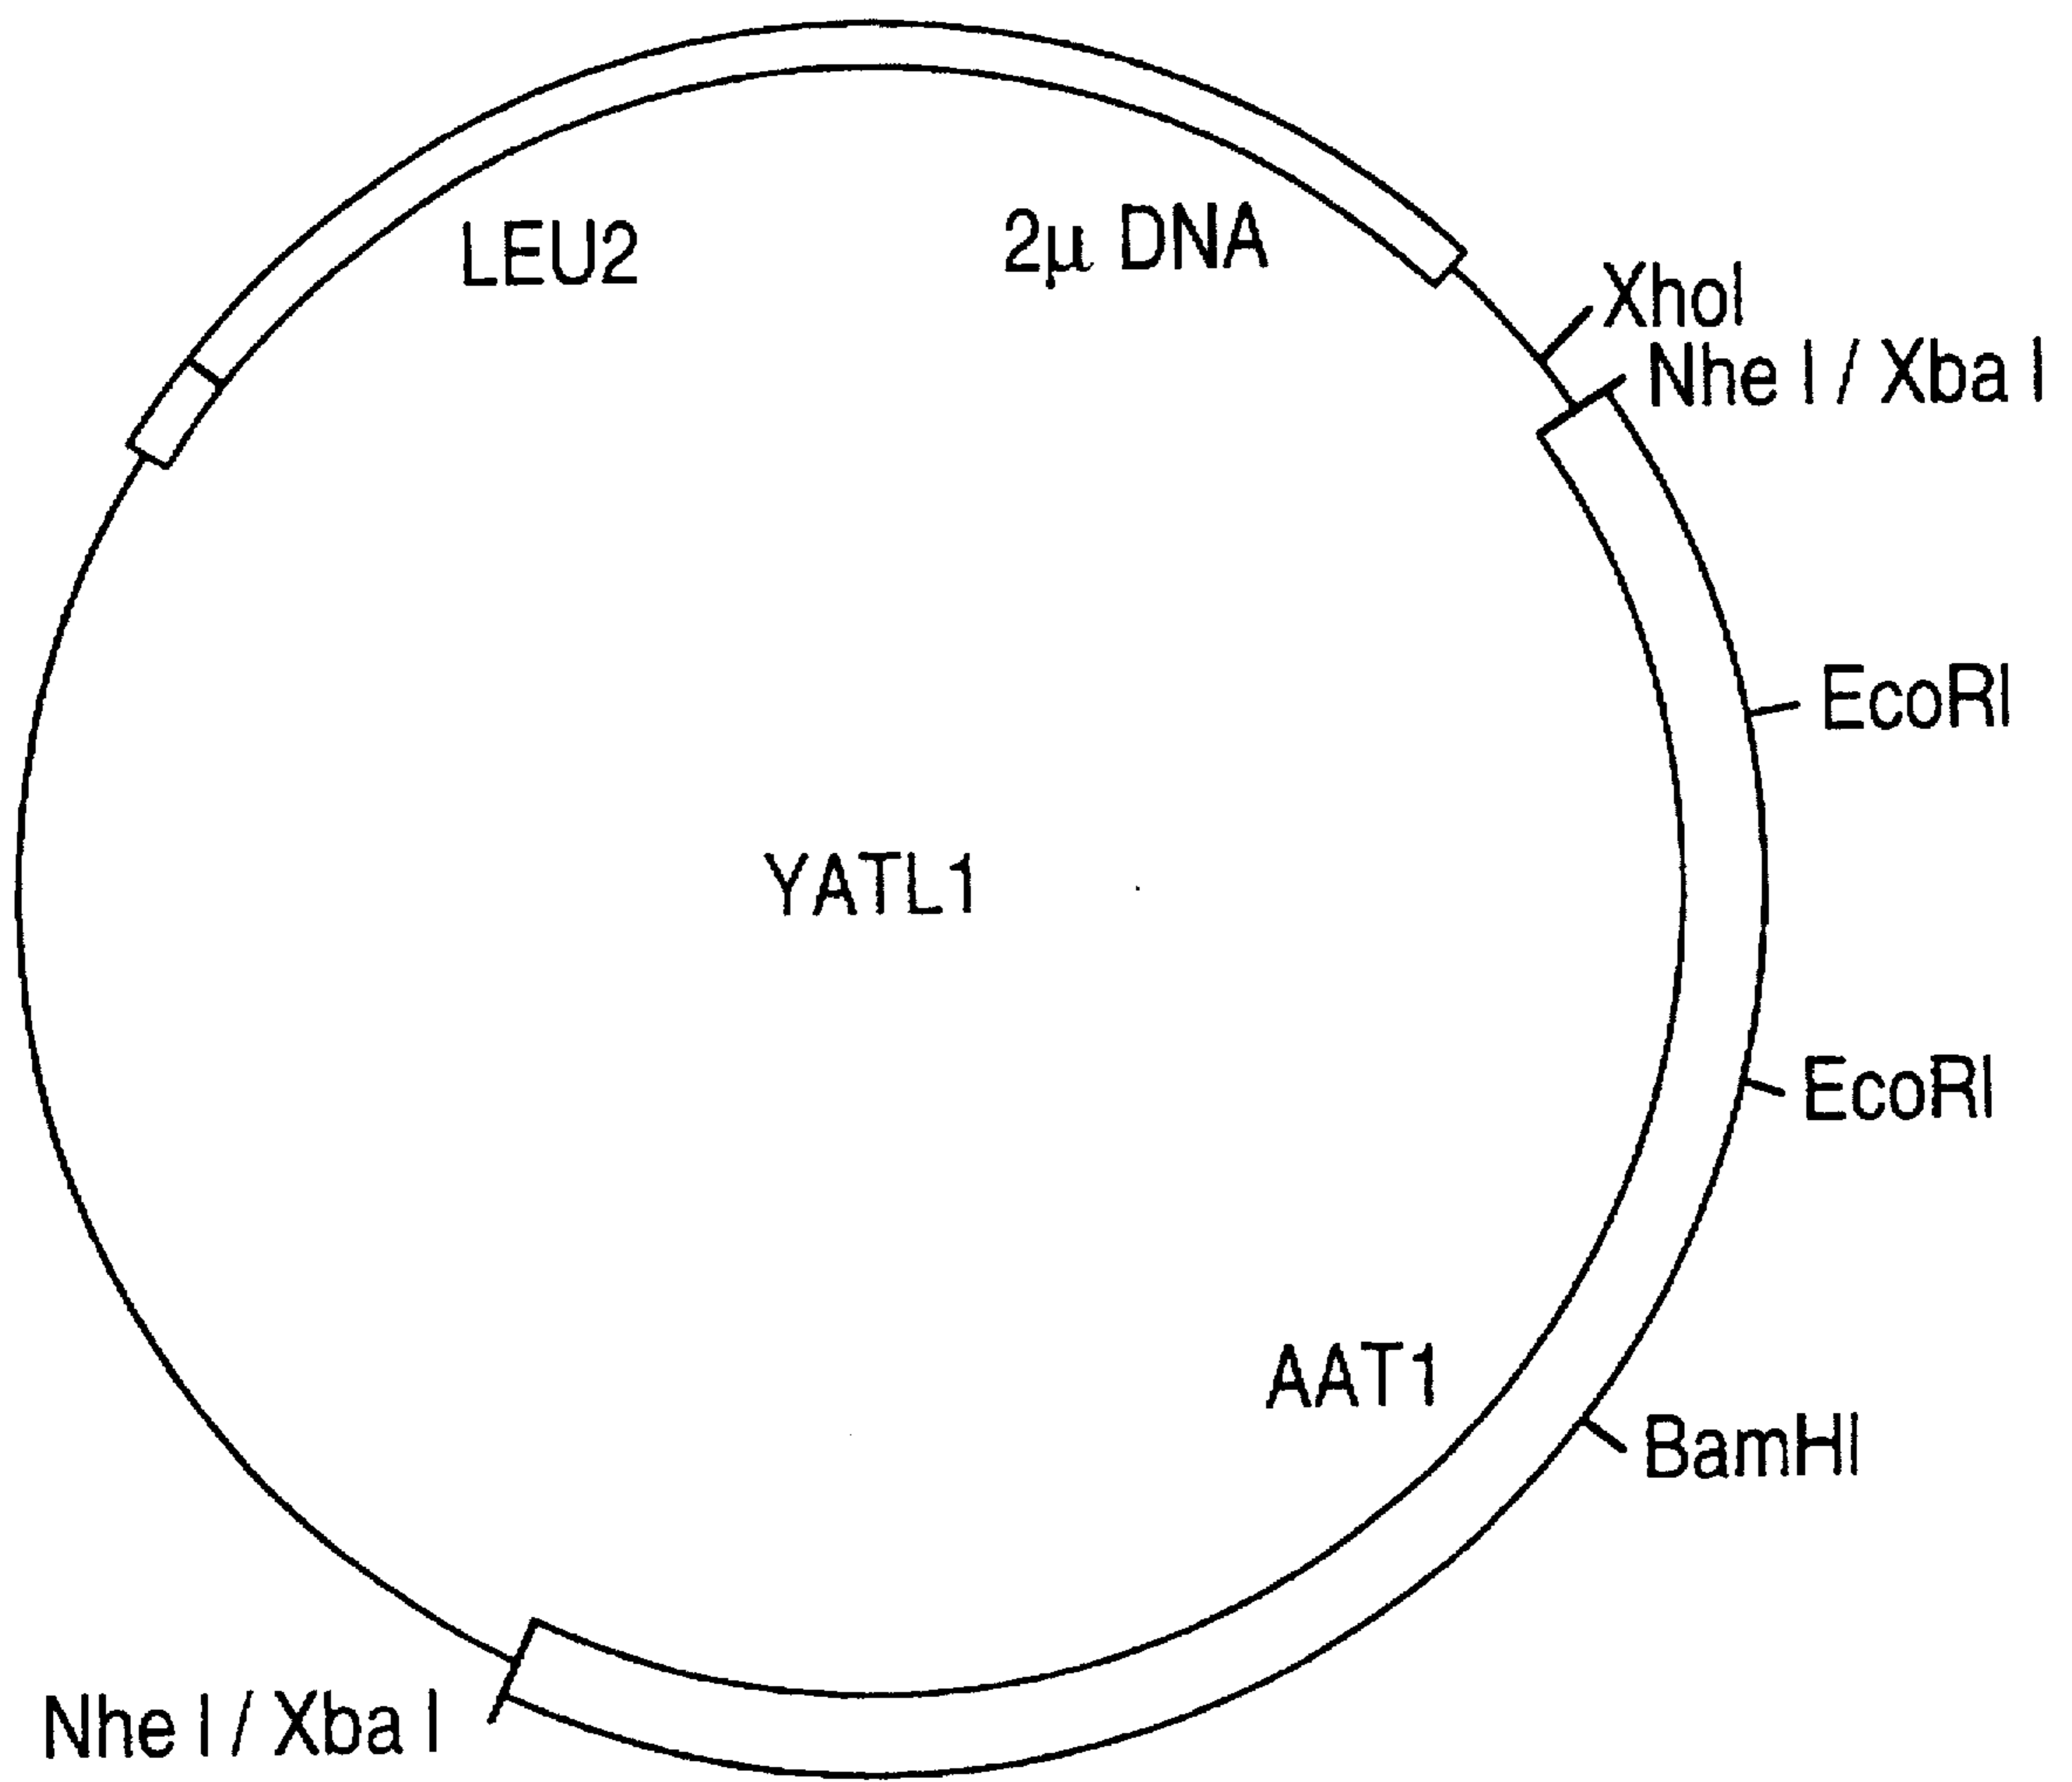 LEU2
2µ DNA
XhoI
Nhe I / Xba I
EcoRI
YATL1
EcoRI
AAT1
BamHI
Nhe I / Xba I